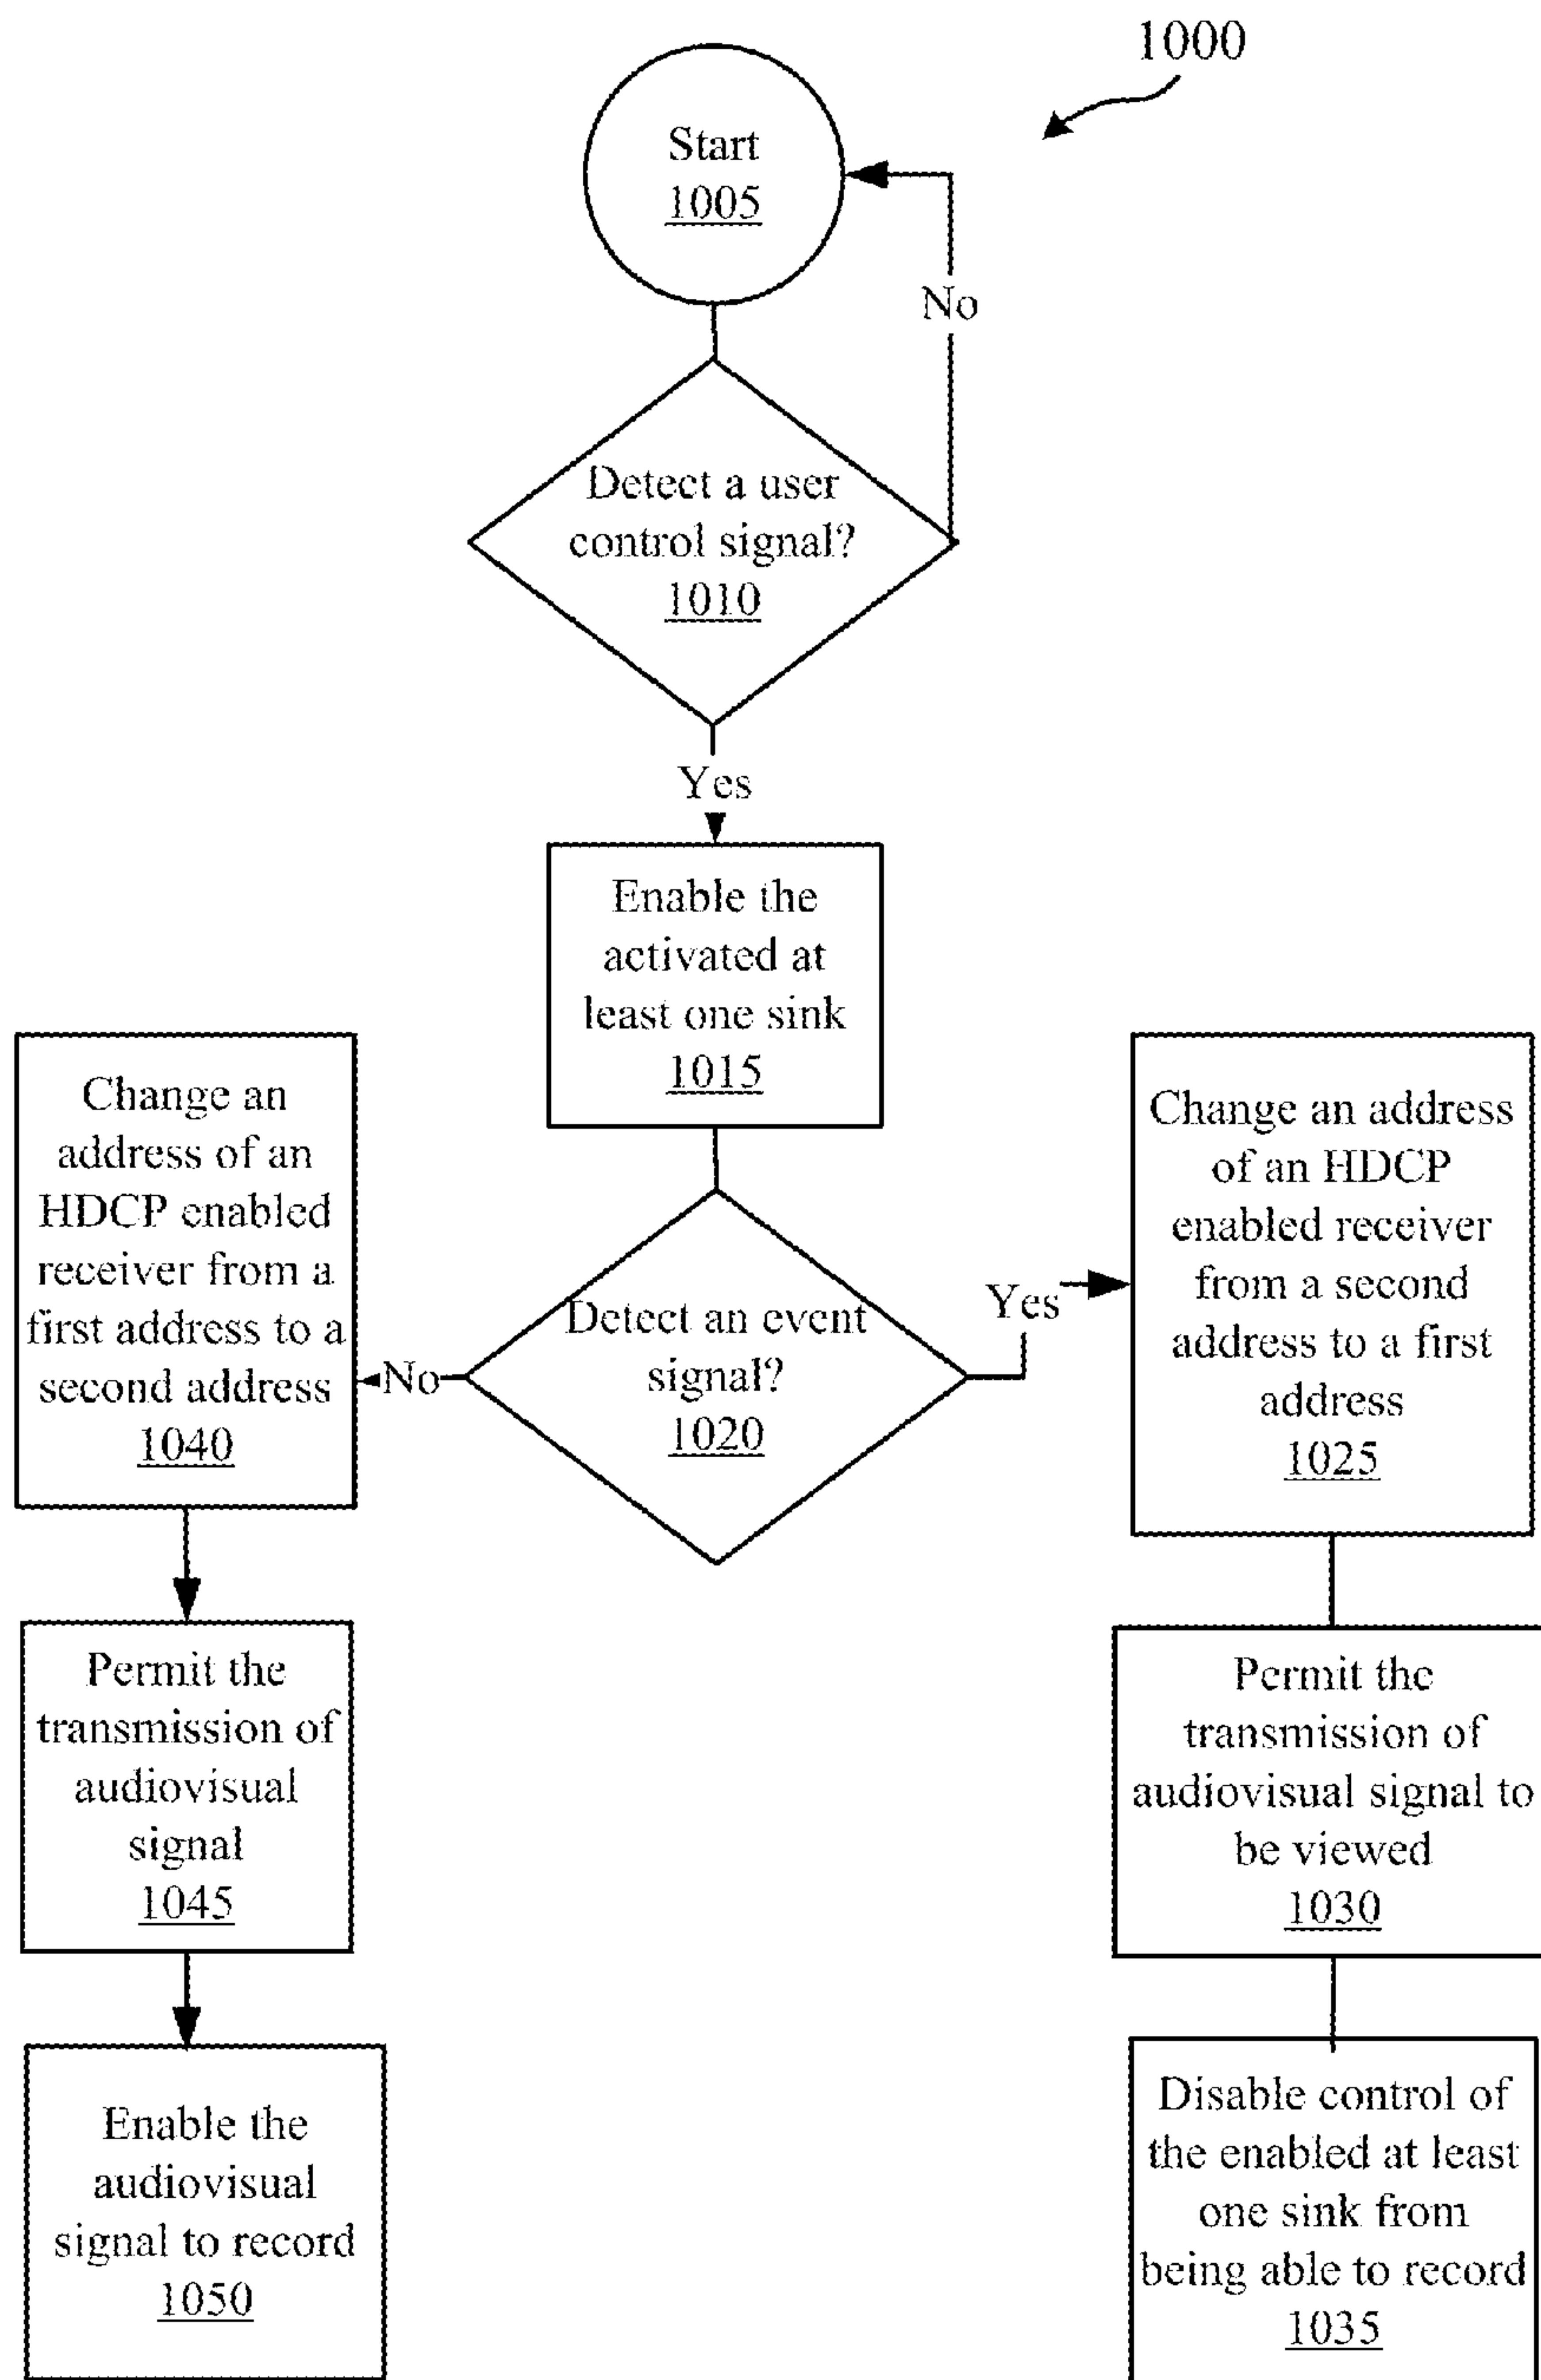 1000
Start
1005
No
Detect a user
control signal?
1010
Yes
Enable the
activated at
least one sink
1015
Change an
address of an
HDCP enabled
receiver from a
first address to a
second address
1040
No
Detect an event
signal?
1020
Yes
Change an address
of an HDCP
enabled receiver
from a second
address to a first
address
1025
Permit the
transmission of
audiovisual
signal
1045
Permit the
transmission of
audiovisual signal to
be viewed
1030
Enable the
audiovisual
signal to record
1050
Disable control of
the enabled at least
one sink from
being able to record
1035